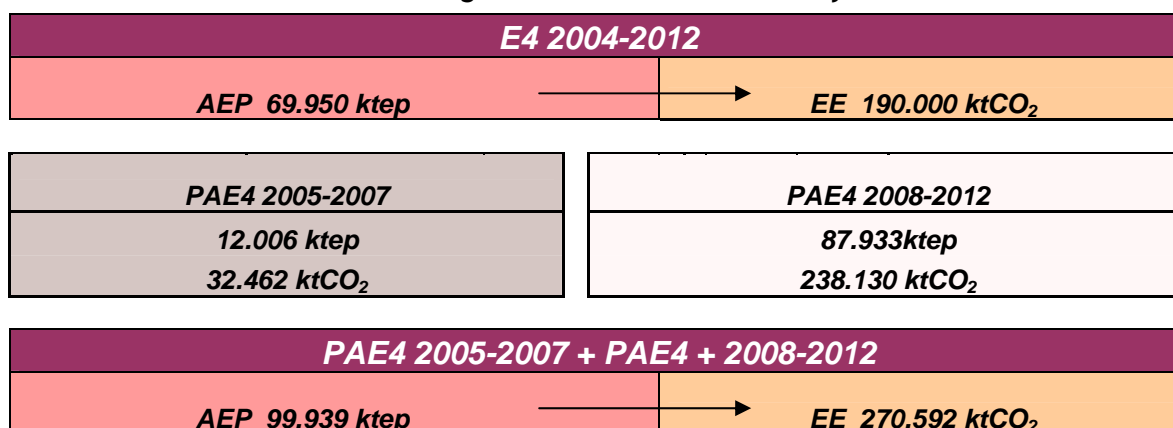 E4 2004-2012
AEP 69.950 ktep EE 190.000 ktCO₂
PAE4 2005-2007 PAE4 2008-2012
12.006 ktep 87.933ktep
32.462 ktCO₂ 238.130 ktCO₂
PAE4 2005-2007 + PAE4 + 2008-2012
AEP 99.939 ktep EE 270.592 ktCO₂